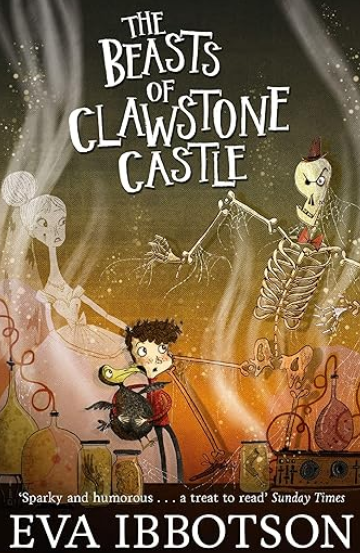 THE
BEASTS
OF
CLAWSTONE
CASTLE
‘Sparky and humorous . . . a treat to read’ Sunday Times
EVA IBBOTSON